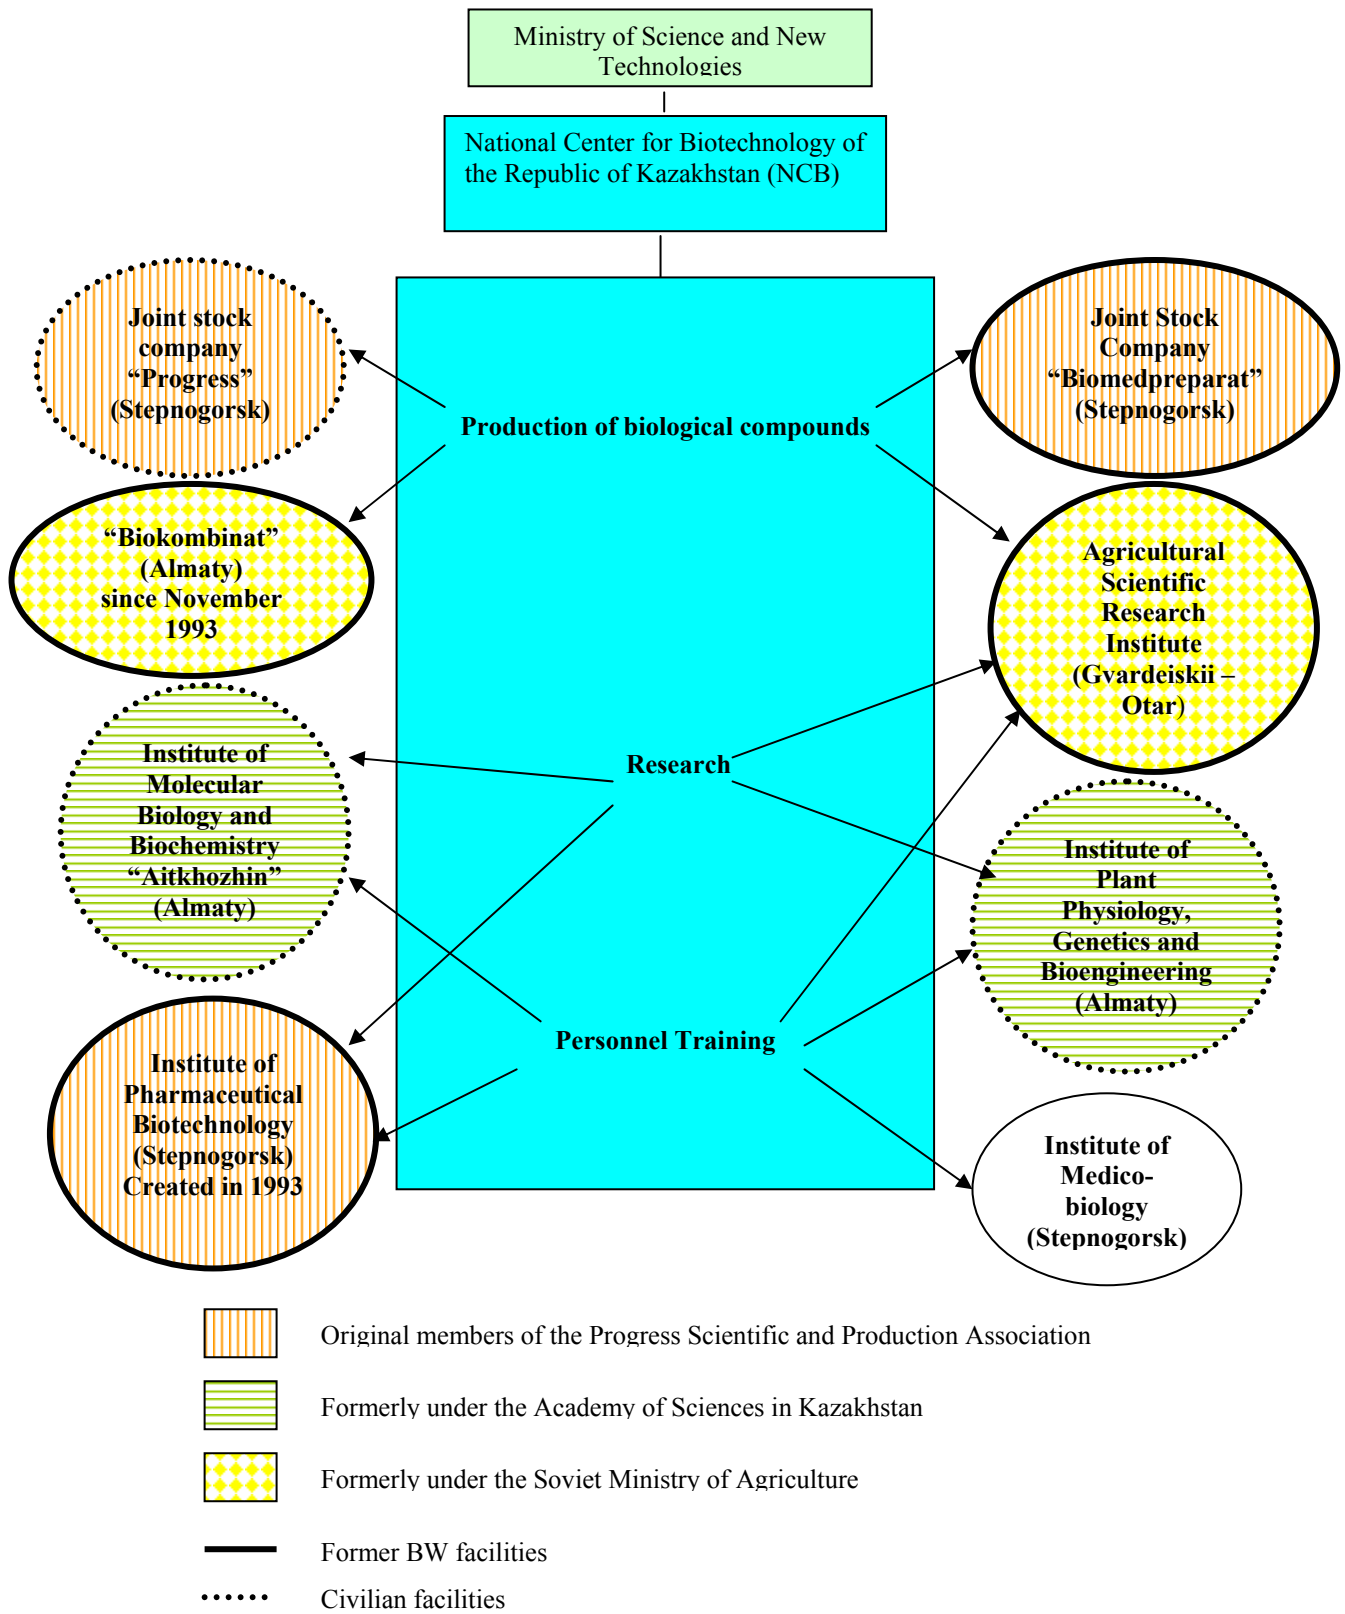 Ministry of Science and New
Technologies
National Center for Biotechnology of
the Republic of Kazakhstan (NCB)
Joint stock
company
“Progress”
(Stepnogorsk)
Joint Stock
Company
“Biomedpreparat”
(Stepnogorsk)
Production of biological compounds
“Biokombinat”
(Almaty)
since November
1993
Agricultural
Scientific
Research
Institute
(Gvardeiskii –
Otar)
Institute of
Molecular
Biology and
Biochemistry
“Aitkhozhin”
(Almaty)
Research
Institute of
Plant
Physiology,
Genetics and
Bioengineering
(Almaty)
Personnel Training
Institute of
Pharmaceutical
Biotechnology
(Stepnogorsk)
Created in 1993
Institute of
Medico-
biology
(Stepnogorsk)
Original members of the Progress Scientific and Production Association
Formerly under the Academy of Sciences in Kazakhstan
Formerly under the Soviet Ministry of Agriculture
Former BW facilities
Civilian facilities